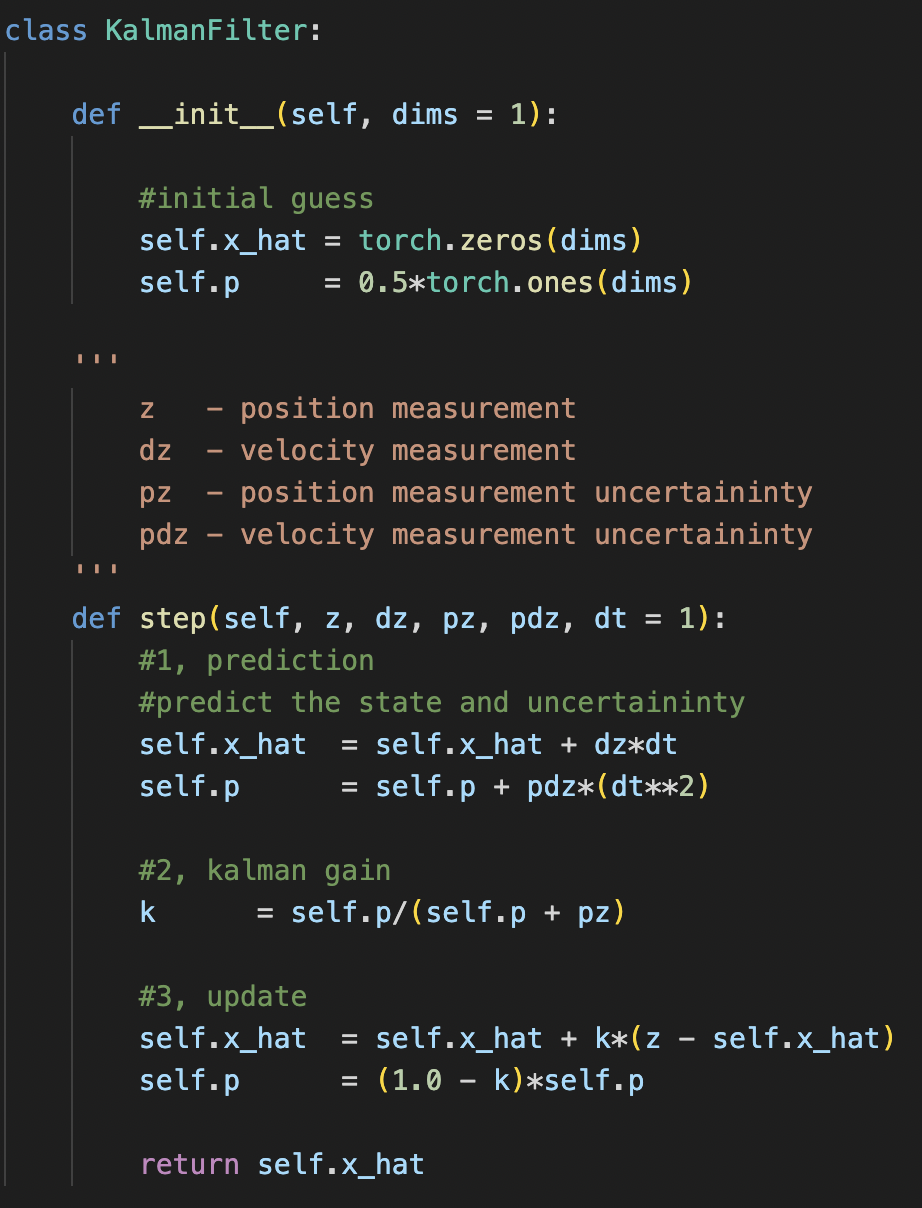 class KalmanFilter:
def __init__(self, dims = 1):
#initial guess
self.x_hat = torch.zeros(dims)
self.p     = 0.5*torch.ones(dims)
'''
z   – position measurement
dz  – velocity measurement
pz  – position measurement uncertaininty
pdz – velocity measurement uncertaininty
'''
def step(self, z, dz, pz, pdz, dt = 1):
#1, prediction
#predict the state and uncertaininty
self.x_hat  = self.x_hat + dz*dt
self.p      = self.p + pdz*(dt**2)
#2, kalman gain
k      = self.p/(self.p + pz)
#3, update
self.x_hat  = self.x_hat + k*(z – self.x_hat)
self.p      = (1.0 – k)*self.p
return self.x_hat